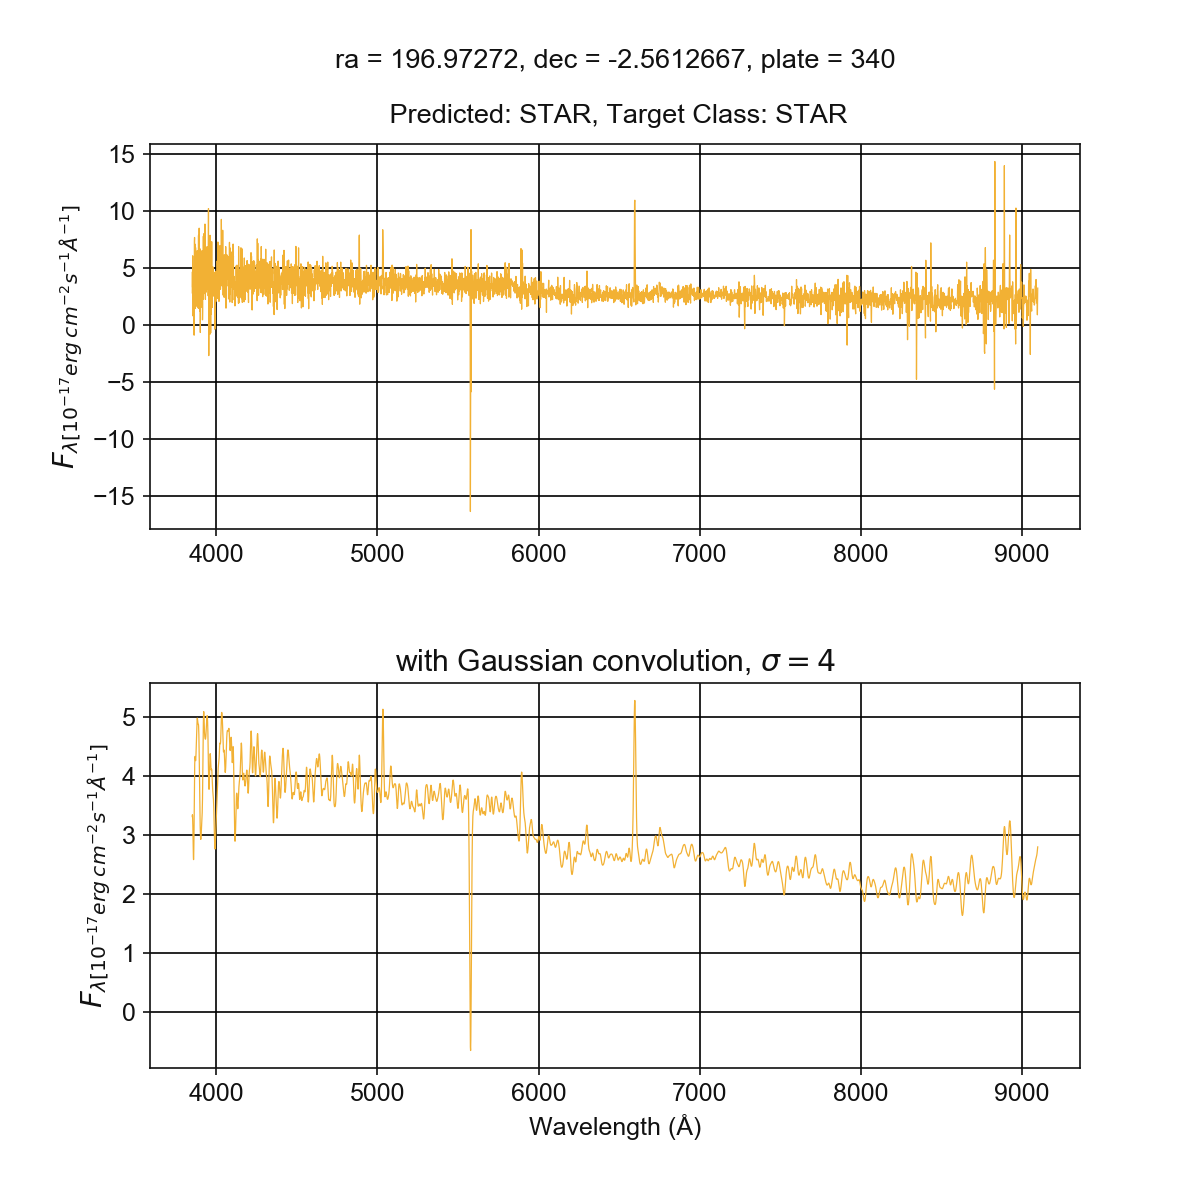 ra = 196.97272, dec = -2.5612667, plate = 340
Predicted: STAR, Target Class: STAR
F_{λ[10^{−17}erg cm^{−2}s^{−1}Å^{−1}]}
15
10
5
0
−5
−10
−15
4000 5000 6000 7000 8000 9000
with Gaussian convolution, σ = 4
F_{λ[10^{−17}erg cm^{−2}s^{−1}Å^{−1}]}
5
4
3
2
1
0
4000 5000 6000 7000 8000 9000
Wavelength (Å)